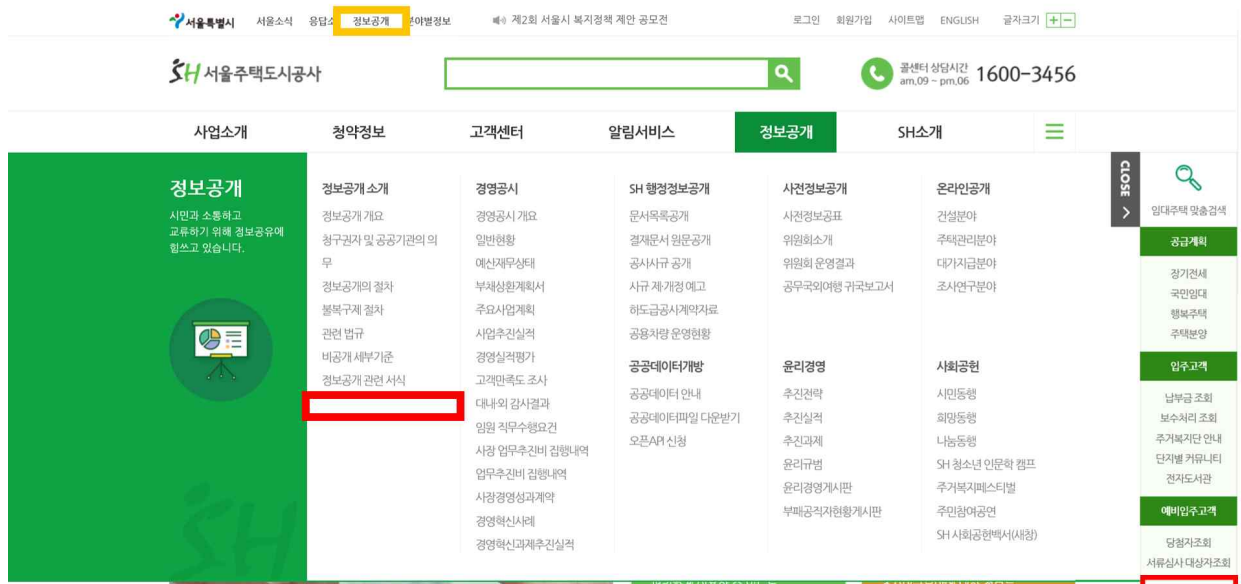 서울특별시 서울소식 정보공개 분야별정보 제2회 서울시 복지정책 제안 공모전 로그인 회원가입 사이트맵 ENGLISH 글자크기 + -
SH 서울주택도시공사
콜센터 상담시간
am.09 ~ pm.06
1600-3456
사업소개 청약정보 고객센터 알림서비스 정보공개 SH소개
정보공개
시민과 소통하고
교류하기 위해 정보공유에
힘쓰고 있습니다.
SH
정보공개 소개
정보공개 개요
청구권자 및 공공기관의 의
무
정보공개의 절차
불복구제 절차
관련 법규
비공개 세부기준
정보공개 관련 서식
경영공시
경영공시 개요
일반현황
예산재무상태
부채상환계획서
주요사업계획
사업추진실적
경영실적평가
고객만족도 조사
대내·외 감사결과
임원 직무수행요건
사장 업무추진비 집행내역
업무추진비 집행내역
사장경영성과계약
경영혁신사례
경영혁신과제추진실적
SH 행정정보공개
문서목록공개
결재문서 원문공개
공사사규 공개
사규 제·개정 예고
하도급공사계약자료
공용차량 운영현황
공공데이터개방
공공데이터 안내
공공데이터파일 다운받기
오픈API 신청
사전정보공개
사전정보공표
위원회소개
위원회 운영결과
공무국외여행 귀국보고서
윤리경영
추진전략
추진실적
추진과제
윤리규범
윤리경영게시판
부패공직자현황게시판
온라인공개
건설분야
주택관리분야
대가지급분야
조사연구분야
사회공헌
시민동행
희망동행
나눔동행
SH 청소년 인문학 캠프
주거복지페스티벌
주민참여공연
SH 사회공헌백서(새창)
CLOSE >
임대주택 맞춤검색
공급계획
장기전세
국민임대
행복주택
주택분양
입주고객
납부금 조회
보수처리 조회
주거복지단 안내
단지별 커뮤니티
전자도서관
예비입주고객
당첨자조회
서류심사 대상자조회